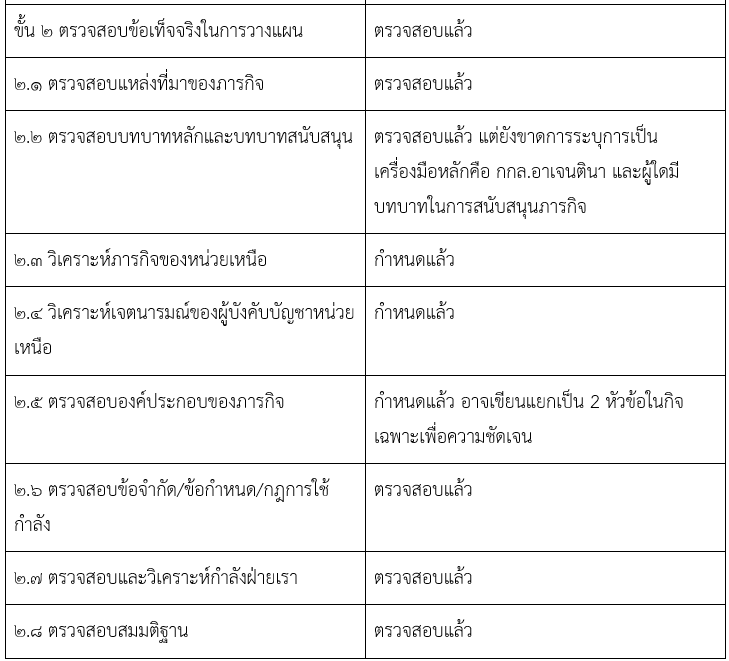 ขั้น ๒ ตรวจสอบข้อเท็จจริงในการวางแผน
ตรวจสอบแล้ว
๒.๑ ตรวจสอบแหล่งที่มาของภารกิจ
ตรวจสอบแล้ว
๒.๒ ตรวจสอบบทบาทหลักและบทบาทสนับสนุน
ตรวจสอบแล้ว แต่ยังขาดการระบุการเป็น
เครื่องมือหลักคือ กกล.อาเจนตินา และผู้ใดมี
บทบาทในการสนับสนุนภารกิจ
๒.๓ วิเคราะห์ภารกิจของหน่วยเหนือ
กำหนดแล้ว
๒.๔ วิเคราะห์เจตนารมณ์ของผู้บังคับบัญชาหน่วย
เหนือ
กำหนดแล้ว
๒.๕ ตรวจสอบองค์ประกอบของภารกิจ
กำหนดแล้ว อาจเขียนแยกเป็น 2 หัวข้อในกิจ
เฉพาะเพื่อความชัดเจน
๒.๖ ตรวจสอบข้อจำกัด/ข้อกำหนด/กฎการใช้
กำลัง
ตรวจสอบแล้ว
๒.๗ ตรวจสอบและวิเคราะห์กำลังฝ่ายเรา
ตรวจสอบแล้ว
๒.๘ ตรวจสอบสมมติฐาน
ตรวจสอบแล้ว